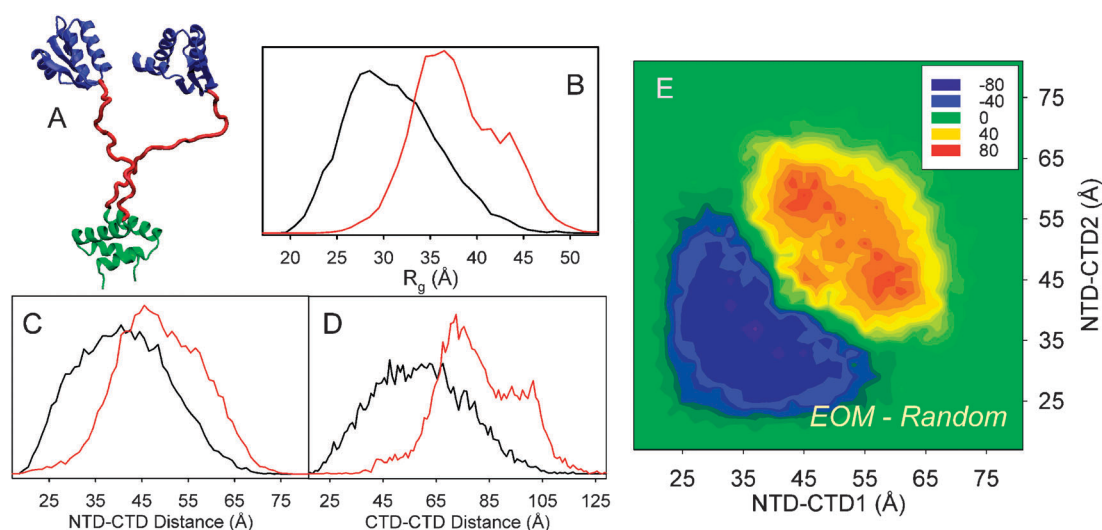 A
B
20 25 30 35 40 45 50
Rg (Å)
C
25 35 45 55 65 75
NTD-CTD Distance (Å)
D
25 45 65 85 105 125
CTD-CTD Distance (Å)
E
-80
-40
0
40
80
EOM - Random
75
65
55
45
35
25
NTD-CTD2 (Å)
25 35 45 55 65 75
NTD-CTD1 (Å)